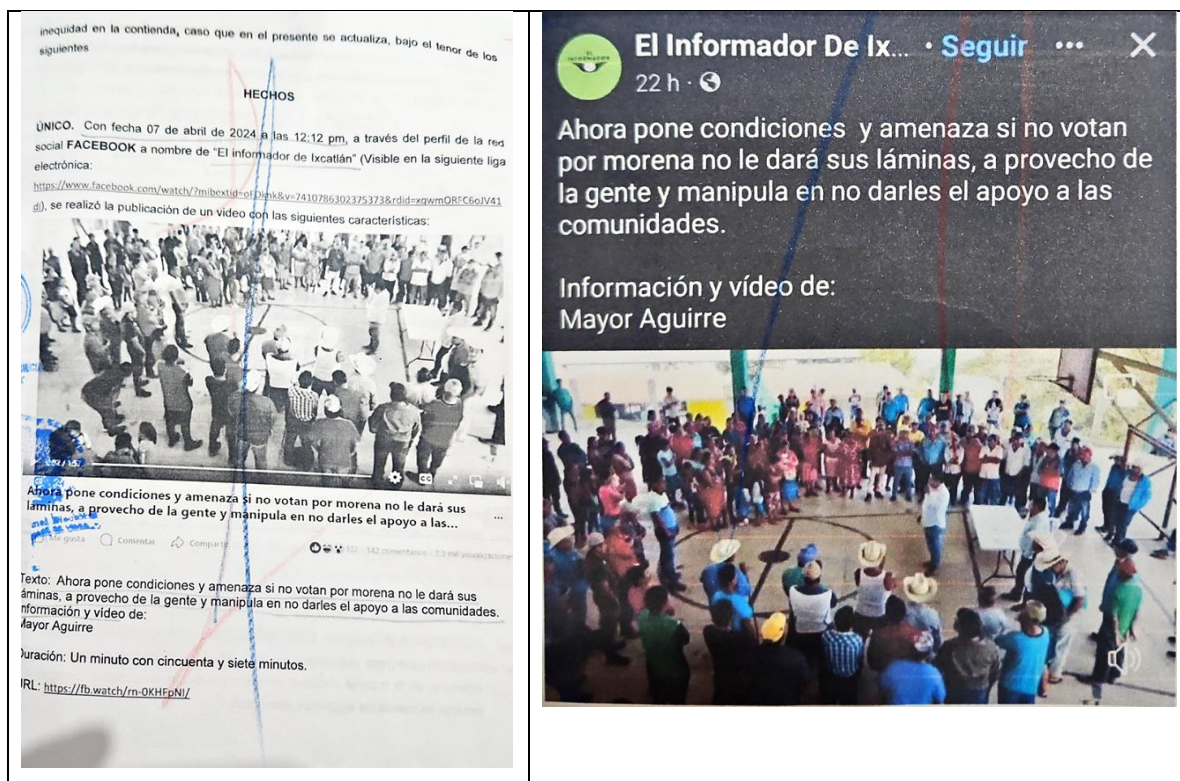 inequidad en la contienda, caso que en el presente se actualiza, bajo el tenor de los
siguientes
HECHOS
ÚNICO. Con fecha 07 de abril de 2024 a las 12:12 pm, a través del perfil de la red
social FACEBOOK a nombre de "El informador de Ixcatlán" (Visible en la siguiente liga
electrónica:
https://www.facebook.com/watch/?mibextid=
), se realizó la publicación de un video con las siguientes características:
Ahora pone condiciones y amenaza si no votan por morena no le dará sus
láminas, a provecho de la gente y manipula en no darles el apoyo a las...
Me gusta Comentar Compartir
Texto: Ahora pone condiciones y amenaza si no votan por morena no le dará sus
láminas, a provecho de la gente y manipula en no darles el apoyo a las comunidades.
nformación y vídeo de:
Mayor Aguirre
Duración: Un minuto con cincuenta y siete minutos.
URL: https://fb.watch/rn-0KHFpNI/
El Informador De Ix... · Seguir
22 h
Ahora pone condiciones y amenaza si no votan
por morena no le dará sus láminas, a provecho de
la gente y manipula en no darles el apoyo a las
comunidades.
Información y vídeo de:
Mayor Aguirre